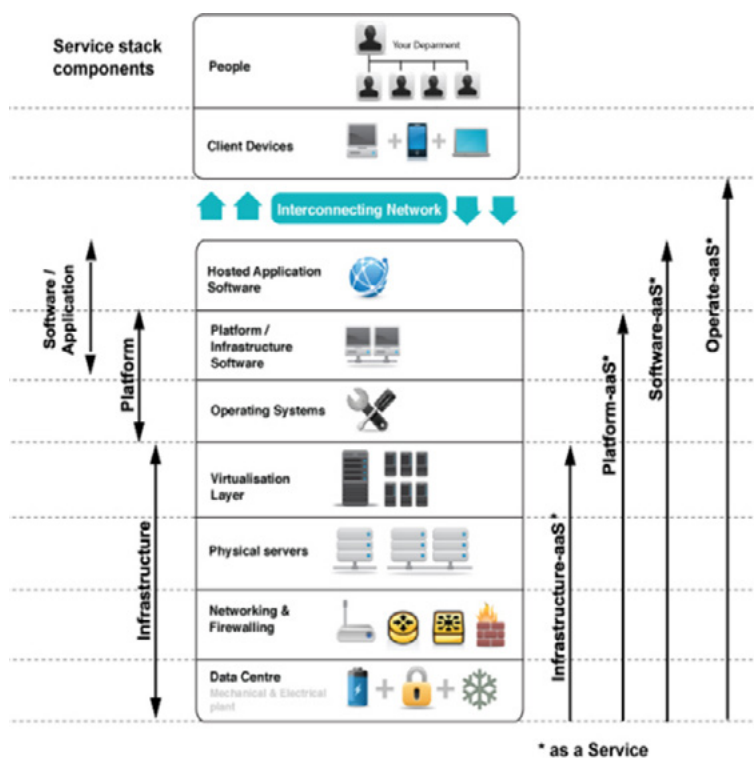 Service stack
components
People
Your Deparment
Client Devices
Interconnecting Network
Hosted Application
Software
Platform /
Infrastructure
Software
Operating Systems
Virtualisation
Layer
Physical servers
Networking &
Firewalling
Data Centre
Mechanical & Electrical
plant
Software /
Application
Platform
Infrastructure
Infrastructure-aaS*
Platform-aaS*
Software-aaS*
Operate-aaS*
* as a Service